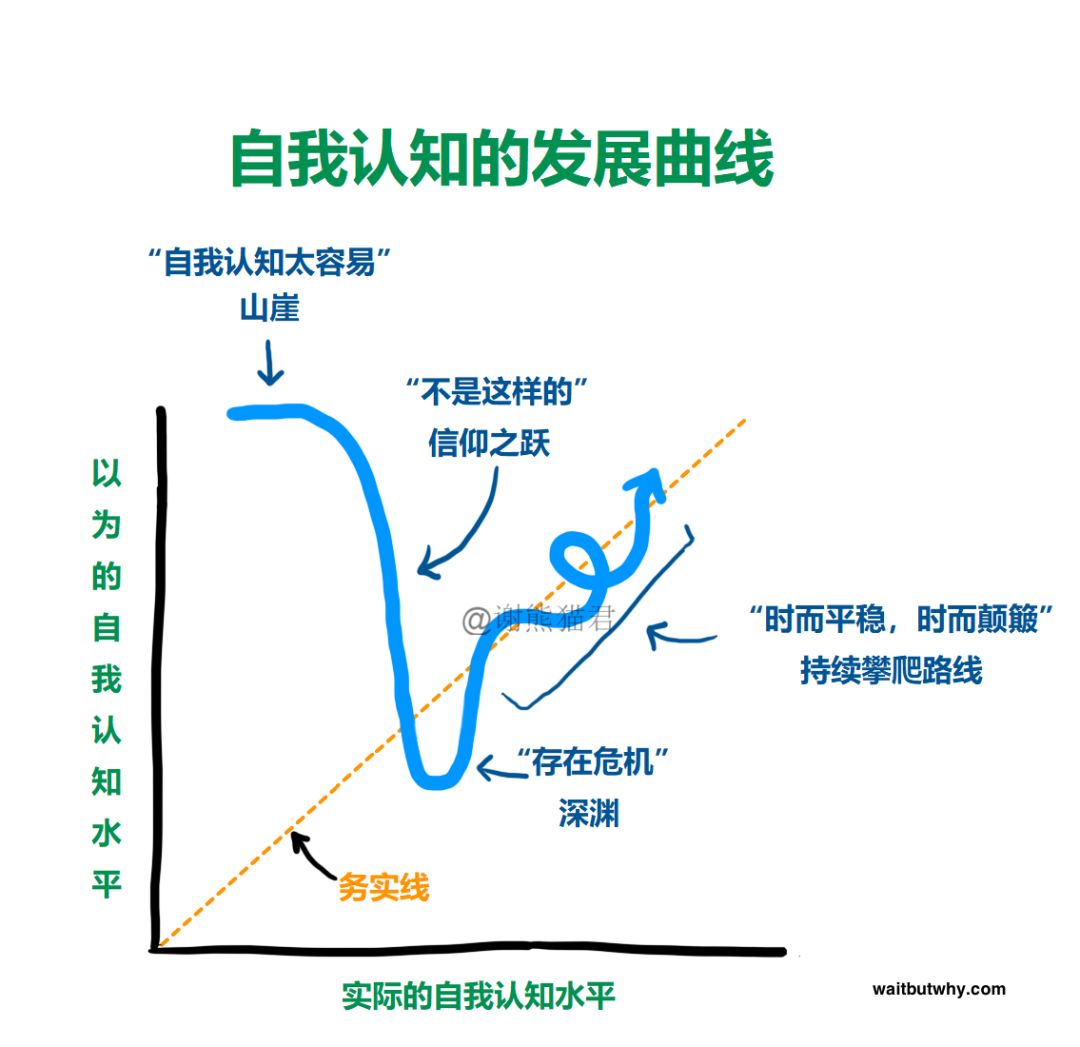 自我认知的发展曲线
“自我认知太容易”
山崖
“不是这样的”
信仰之跃
以为的自我认知水平
@谢熊猫君
“时而平稳，时而颠簸”
持续攀爬路线
“存在危机”
深渊
务实线
实际的自我认知水平
waitbutwhy.com